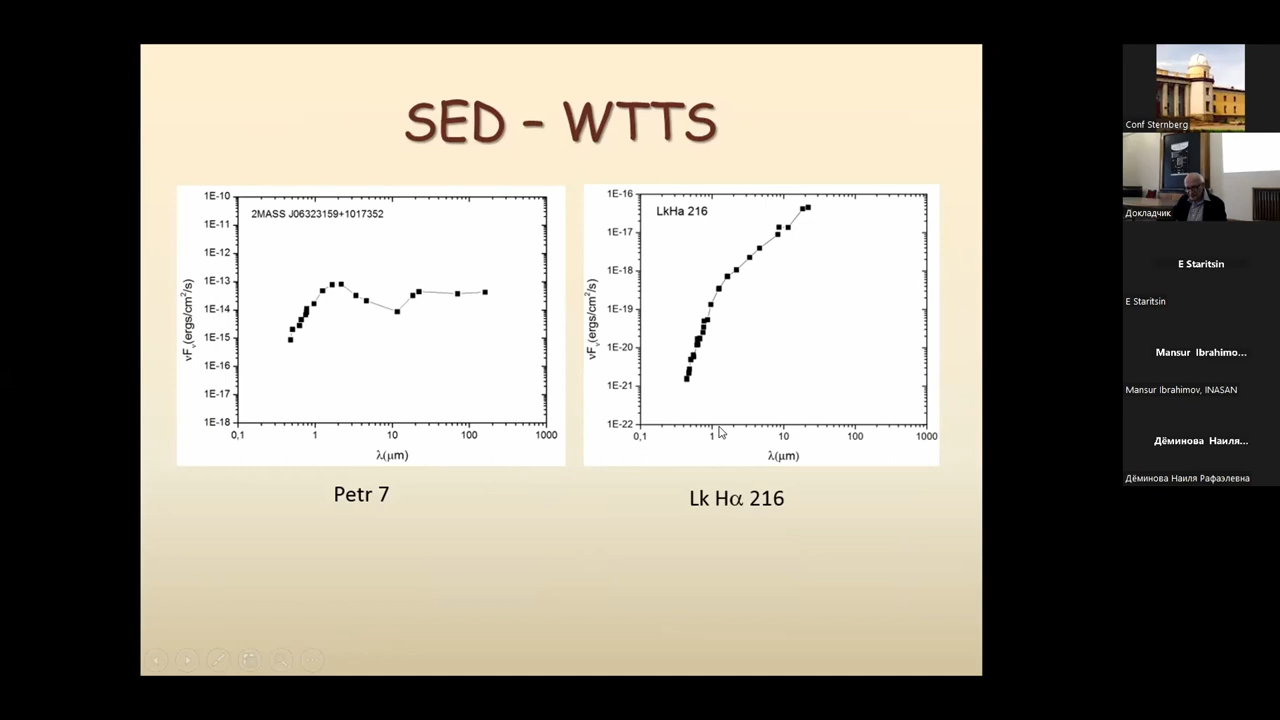 SED – WTTS
1E-10
1E-11
1E-12
1E-13
1E-14
1E-15
1E-16
1E-17
1E-18
2MASS J06323159+1017352
νFν(ergs/cm²/s)
0,1 1 10 100 1000
λ(μm)
Petr 7
1E-16
1E-17
1E-18
1E-19
1E-20
1E-21
1E-22
LkHa 216
νFν(ergs/cm²/s)
0,1 1 10 100 1000
λ(μm)
Lk Hα 216
Conf Sternberg
Докладчик
E Staritsin
E Staritsin
Mansur Ibrahimo...
Mansur Ibrahimov, INASAN
Дёминова Наиля...
Дёминова Наиля Рафаэлевна